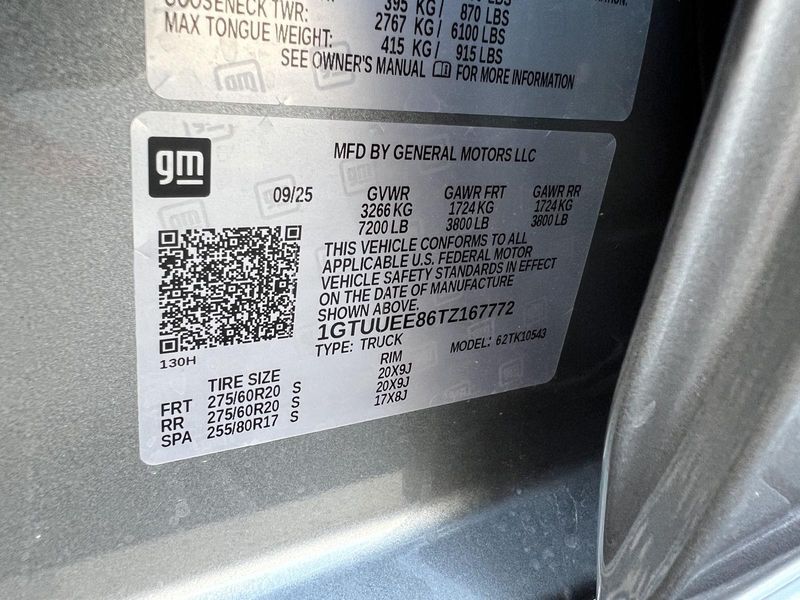 GOOSENECK TWR: 395 KG / 870 LBS
2767 KG / 6100 LBS
MAX TONGUE WEIGHT: 415 KG / 915 LBS
SEE OWNER'S MANUAL FOR MORE INFORMATION
gm
MFD BY GENERAL MOTORS LLC
09/25 GVWR GAWR FRT GAWR RR
3266 KG 1724 KG 1724 KG
7200 LB 3800 LB 3800 LB
THIS VEHICLE CONFORMS TO ALL
APPLICABLE U.S. FEDERAL MOTOR
VEHICLE SAFETY STANDARDS IN EFFECT
ON THE DATE OF MANUFACTURE
SHOWN ABOVE.
1GTUUEE86TZ167772
TYPE: TRUCK MODEL: 62TK10543
130H
TIRE SIZE RIM
FRT 275/60R20 S 20X9J
RR 275/60R20 S 20X9J
SPA 255/80R17 S 17X8J